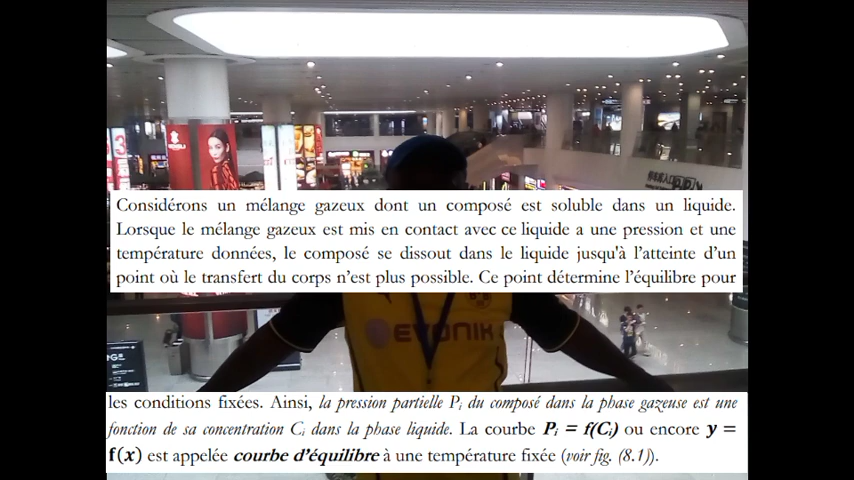 Considérons un mélange gazeux dont un composé est soluble dans un liquide.
Lorsque le mélange gazeux est mis en contact avec ce liquide a une pression et une
température données, le composé se dissout dans le liquide jusqu'à l'atteinte d'un
point où le transfert du corps n'est plus possible. Ce point détermine l'équilibre pour
EVONIK
les conditions fixées. Ainsi, la pression partielle Pᵢ du composé dans la phase gazeuse est une
fonction de sa concentration Cᵢ dans la phase liquide. La courbe Pᵢ = f(Cᵢ) ou encore y =
f(x) est appelée courbe d'équilibre à une température fixée (voir fig. (8.1)).